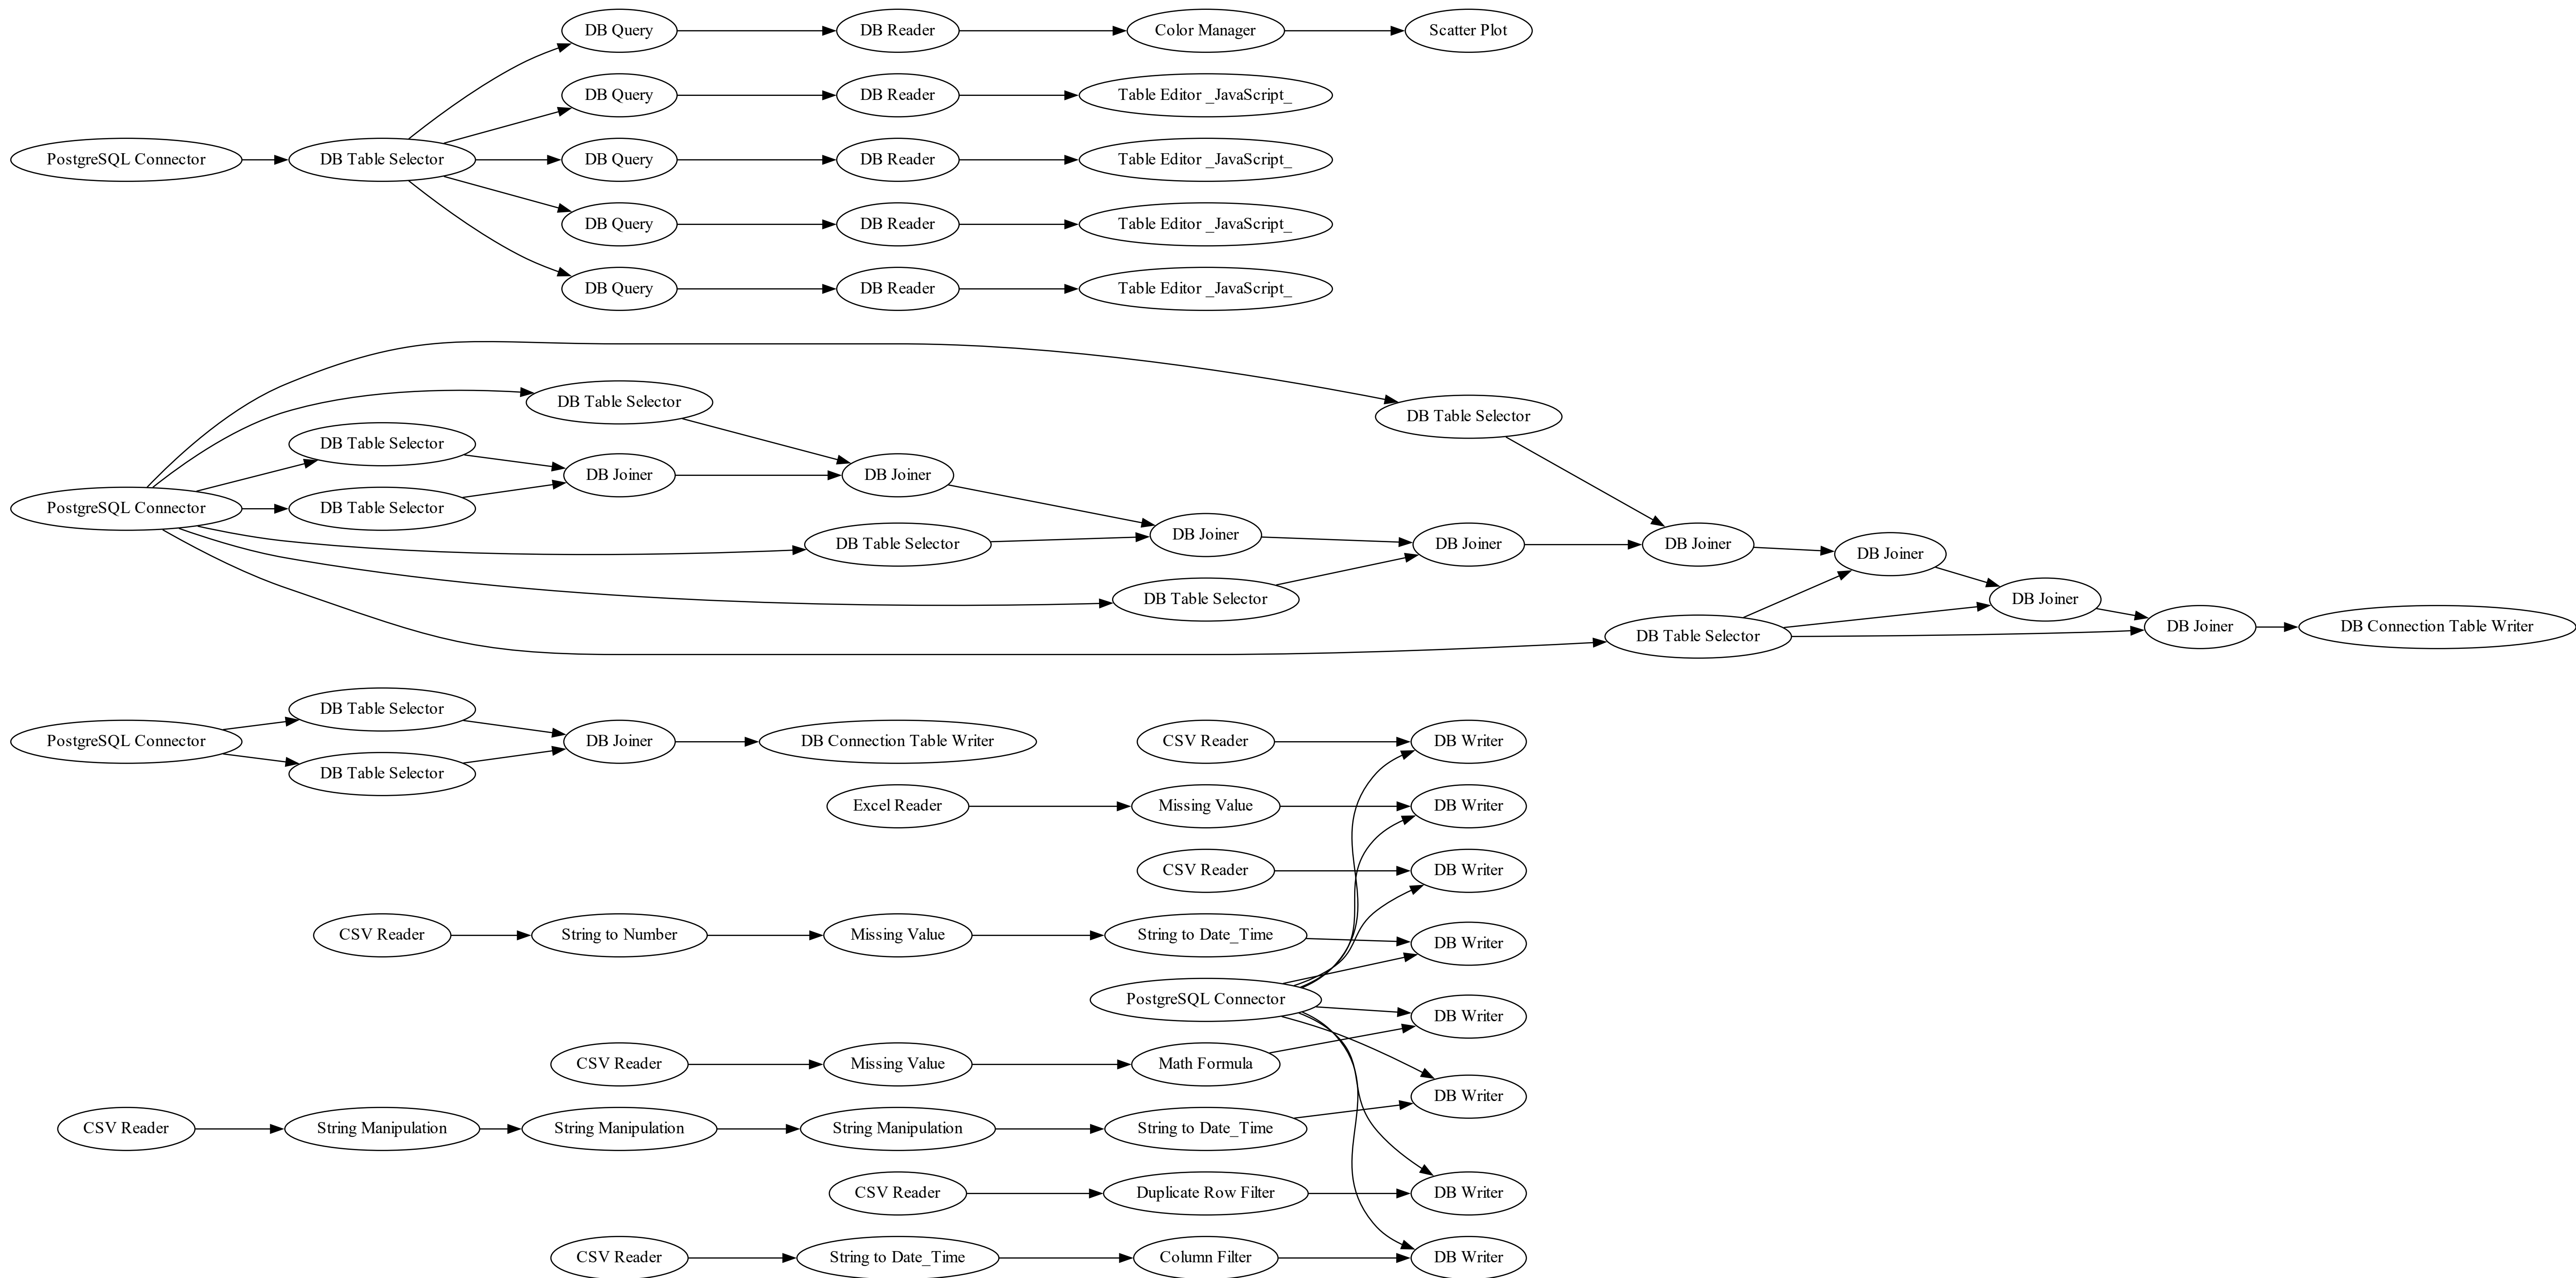 DB Query
DB Reader
Color Manager
Scatter Plot
DB Query
DB Reader
Table Editor _JavaScript_
PostgreSQL Connector
DB Table Selector
DB Query
DB Reader
Table Editor _JavaScript_
DB Query
DB Reader
Table Editor _JavaScript_
DB Query
DB Reader
Table Editor _JavaScript_
DB Table Selector
DB Table Selector
DB Table Selector
DB Joiner
DB Joiner
PostgreSQL Connector
DB Table Selector
DB Joiner
DB Table Selector
DB Joiner
DB Joiner
DB Joiner
DB Table Selector
DB Joiner
DB Table Selector
DB Joiner
DB Connection Table Writer
DB Table Selector
PostgreSQL Connector
DB Joiner
DB Connection Table Writer
CSV Reader
DB Writer
DB Table Selector
Excel Reader
Missing Value
DB Writer
CSV Reader
DB Writer
CSV Reader
String to Number
Missing Value
String to Date_Time
DB Writer
PostgreSQL Connector
DB Writer
CSV Reader
Missing Value
Math Formula
DB Writer
CSV Reader
String Manipulation
String Manipulation
String Manipulation
String to Date_Time
CSV Reader
Duplicate Row Filter
DB Writer
CSV Reader
String to Date_Time
Column Filter
DB Writer